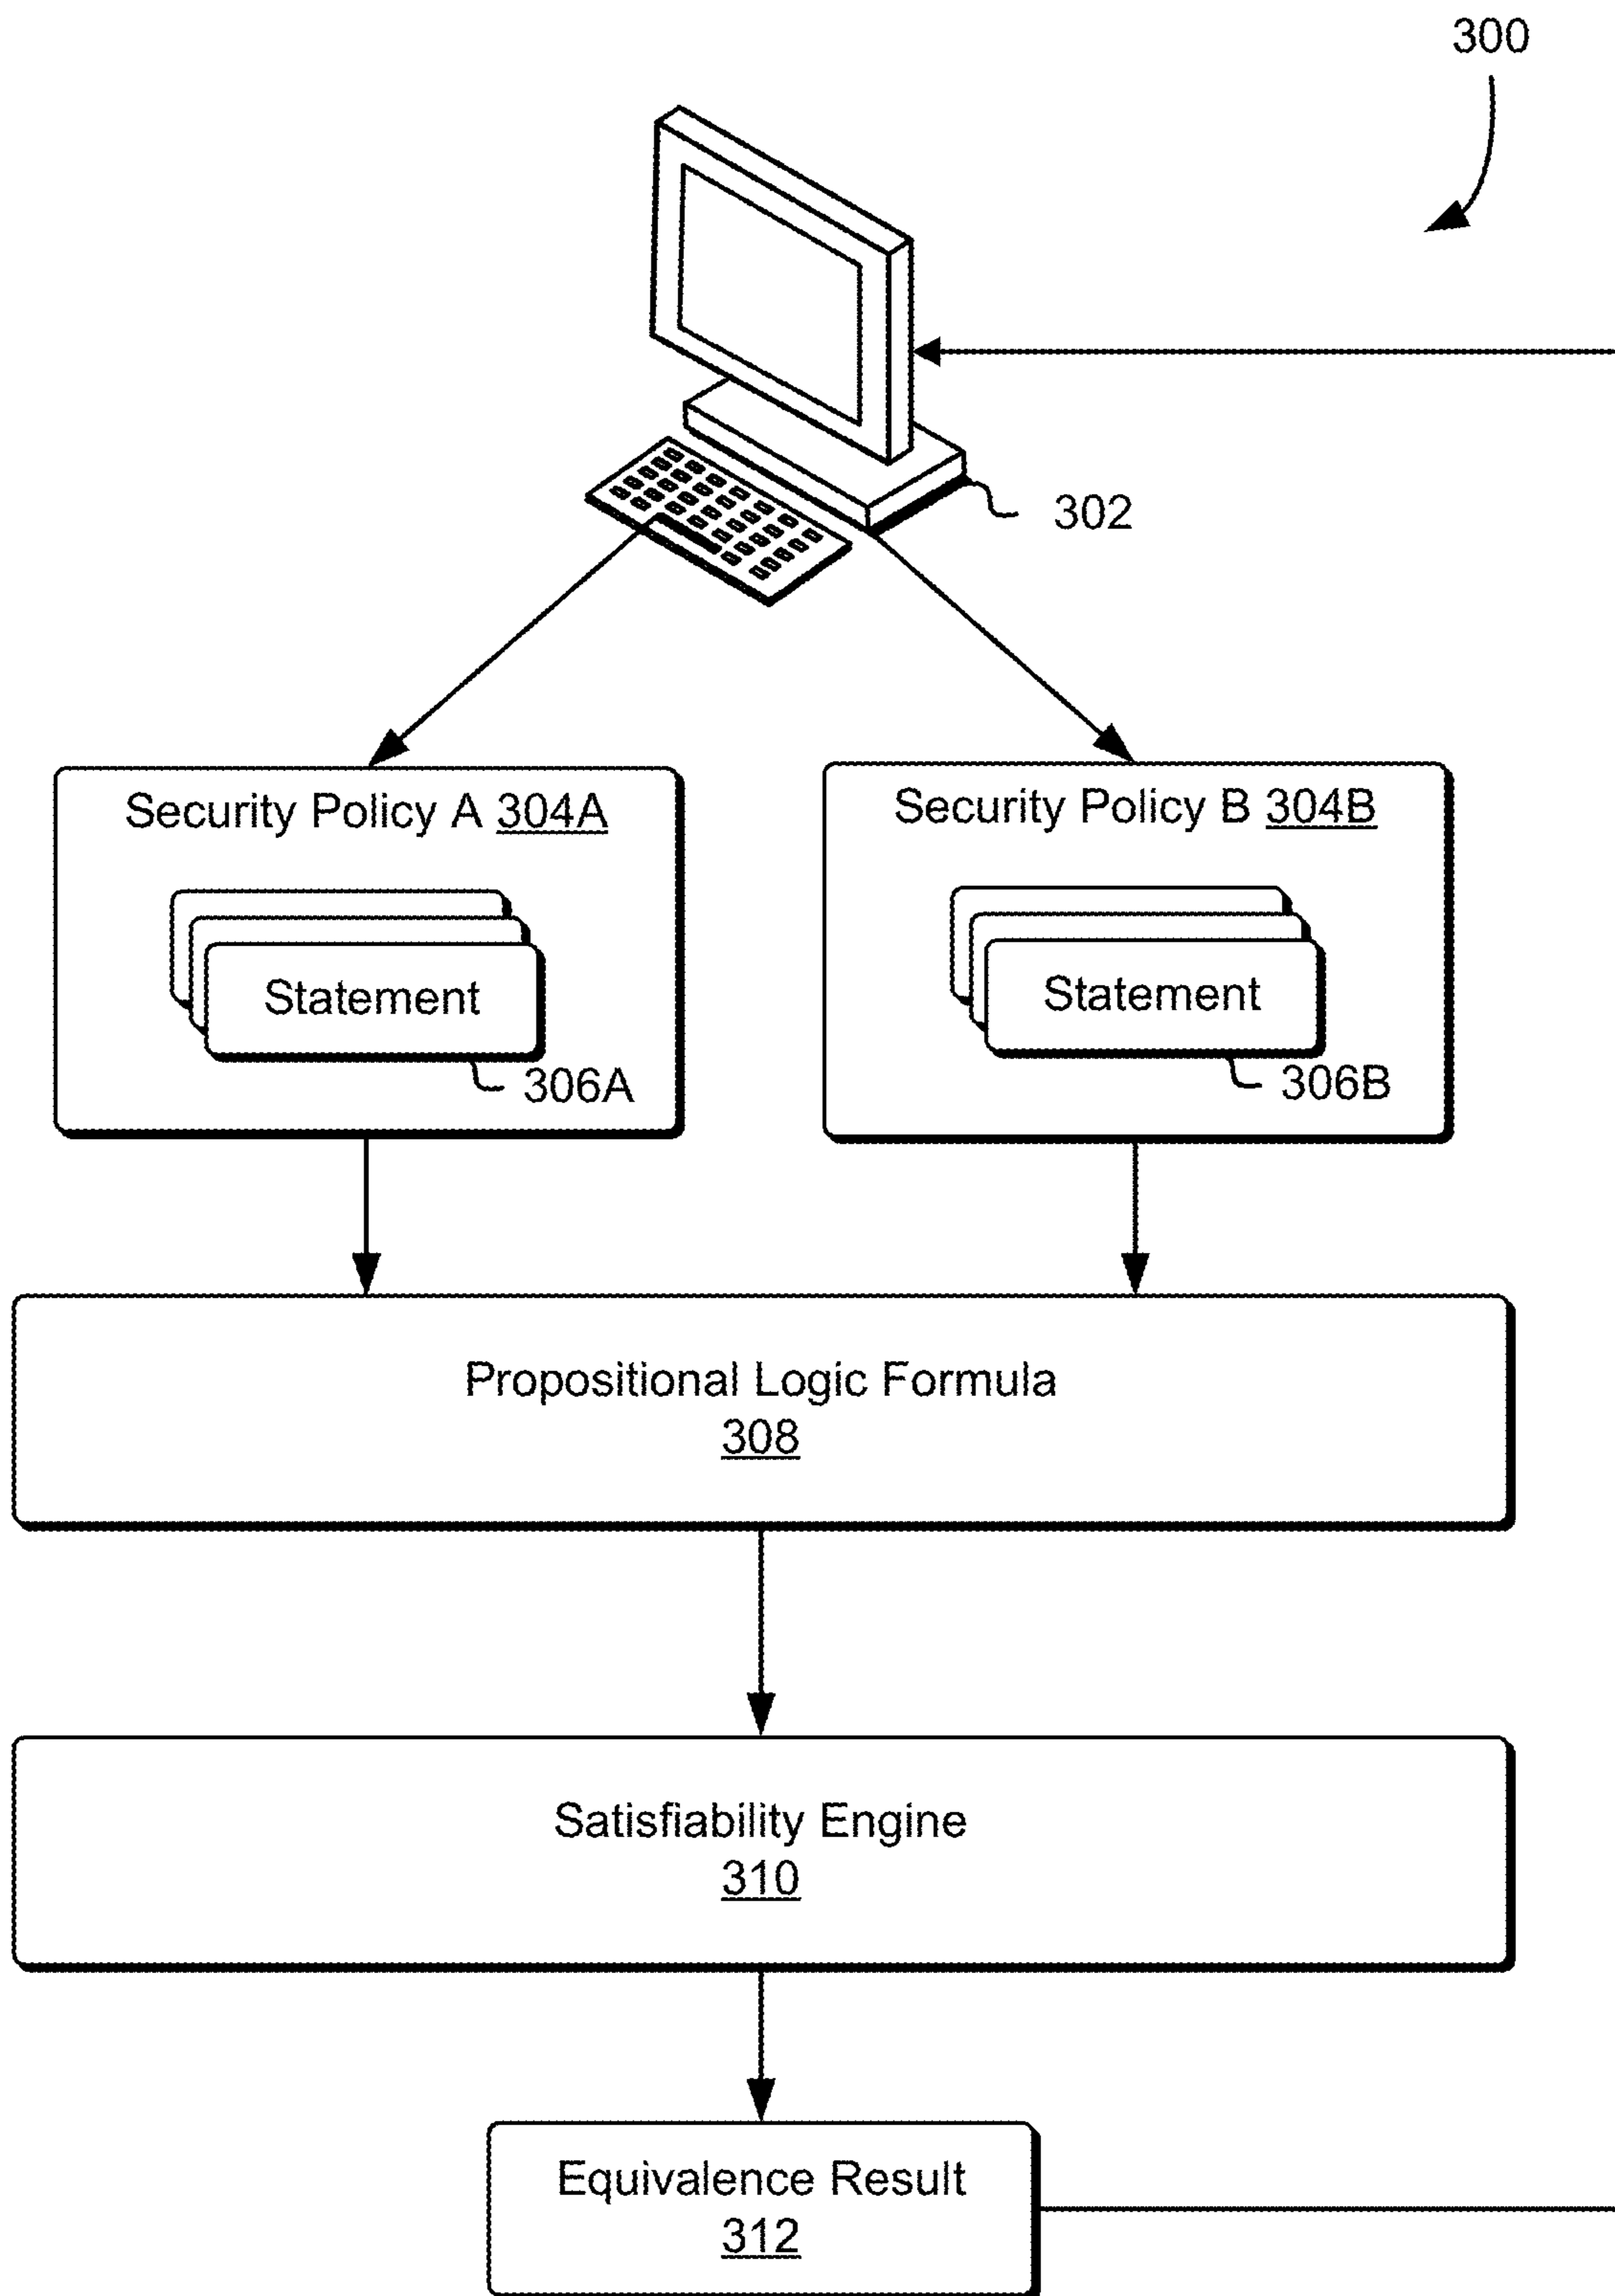 300
302
Security Policy A 304A
Security Policy B 304B
Statement
Statement
306A
306B
Propositional Logic Formula
308
Satisfiability Engine
310
Equivalence Result
312